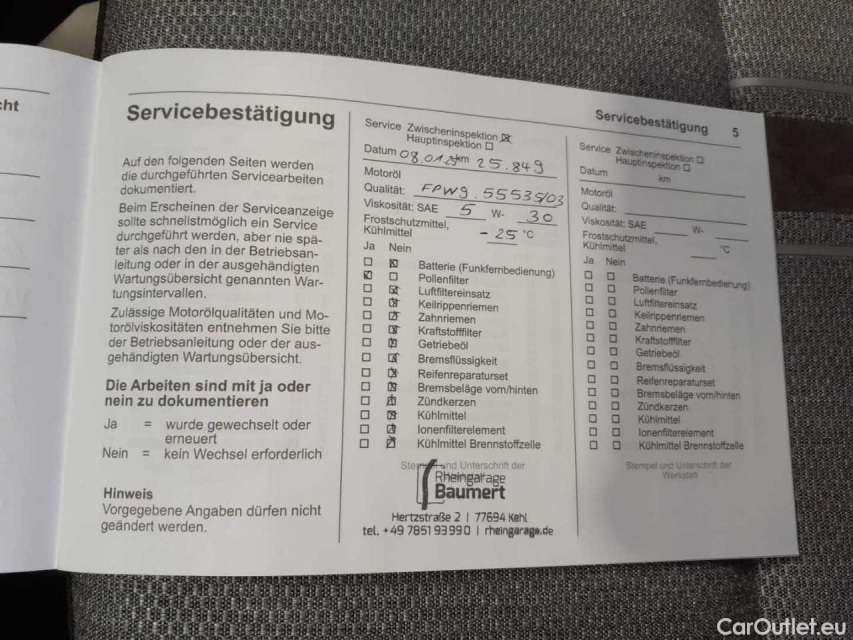 cht
Servicebestätigung
Auf den folgenden Seiten werden
die durchgeführten Servicearbeiten
dokumentiert.
Beim Erscheinen der Serviceanzeige
sollte schnellstmöglich ein Service
durchgeführt werden, aber nie spä-
ter als nach den in der Betriebsan-
leitung oder in der ausgehändigten
Wartungsübersicht genannten War-
tungsintervallen.
Zulässige Motorölqualitäten und Mo-
torölviskositäten entnehmen Sie bitte
der Betriebsanleitung oder der aus-
gehändigten Wartungsübersicht.
Die Arbeiten sind mit ja oder
nein zu dokumentieren
Ja = wurde gewechselt oder
erneuert
Nein = kein Wechsel erforderlich
Hinweis
Vorgegebene Angaben dürfen nicht
geändert werden.
Service Zwischeninspektion
Hauptinspektion
Datum km 25.849
Motoröl
Qualität: FPW9.55535/03
Viskosität: SAE 5 W- 30
Frostschutzmittel,
Kühlmittel -25 °C
Ja Nein
Batterie (Funkfernbedienung)
Pollenfilter
Luftfiltereinsatz
Keilrippenriemen
Zahnriemen
Kraftstofffilter
Getriebeöl
Bremsflüssigkeit
Reifenreparaturset
Bremsbeläge vorn/hinten
Zündkerzen
Kühlmittel
Ionenfilterelement
Kühlmittel Brennstoffzelle
und Unterschrift der
Rheingarage
Baumert
Hertzstraße 2 | 77694 Kehl
tel. +49 7851 93 99 0 | rheingarage.de
Servicebestätigung 5
Service Zwischeninspektion
Hauptinspektion
Datum km
Motoröl
Qualität:
Viskosität: SAE W-
Frostschutzmittel,
Kühlmittel °C
Ja Nein
Batterie (Funkfernbedienung)
Pollenfilter
Luftfiltereinsatz
Keilrippenriemen
Zahnriemen
Kraftstofffilter
Getriebeöl
Bremsflüssigkeit
Reifenreparaturset
Bremsbeläge vorn/hinten
Zündkerzen
Kühlmittel
Ionenfilterelement
Kühlmittel Brennstoffzelle
Stempel und Unterschrift der
Werkstatt
CarOutlet.eu